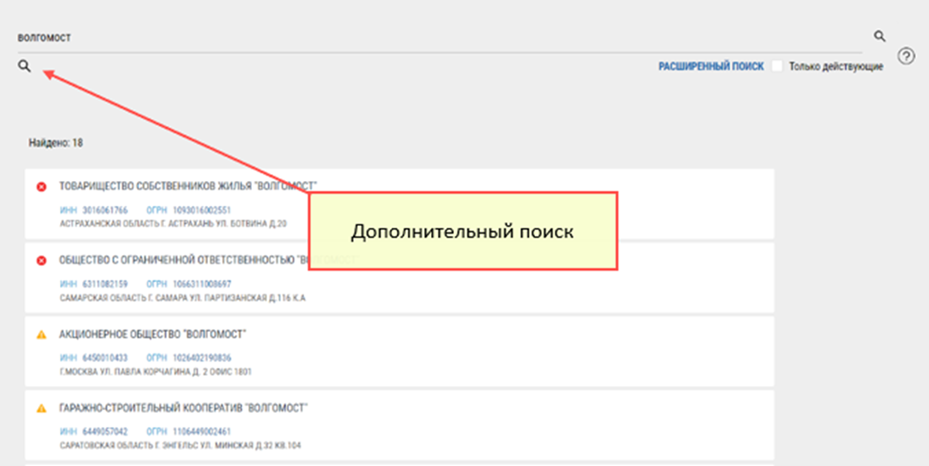 ВОЛГОМОСТ
РАСШИРЕННЫЙ ПОИСК Только действующие
Найдено: 18
ТОВАРИЩЕСТВО СОБСТВЕННИКОВ ЖИЛЬЯ "ВОЛГОМОСТ"
ИНН 3016061766 ОГРН 1093016002551
АСТРАХАНСКАЯ ОБЛАСТЬ Г. АСТРАХАНЬ УЛ. БОТВИНА Д.20
Дополнительный поиск
ОБЩЕСТВО С ОГРАНИЧЕННОЙ ОТВЕТСТВЕННОСТЬЮ "ВОЛГОМОСТ"
ИНН 6311082159 ОГРН 1066311008697
САМАРСКАЯ ОБЛАСТЬ Г. САМАРА УЛ. ПАРТИЗАНСКАЯ Д.116 К.А
АКЦИОНЕРНОЕ ОБЩЕСТВО "ВОЛГОМОСТ"
ИНН 6450010433 ОГРН 1026402190836
Г.МОСКВА УЛ. ПАВЛА КОРЧАГИНА Д. 2 ОФИС 1801
ГАРАЖНО-СТРОИТЕЛЬНЫЙ КООПЕРАТИВ "ВОЛГОМОСТ"
ИНН 6449057042 ОГРН 1106449002461
САРАТОВСКАЯ ОБЛАСТЬ Г. ЭНГЕЛЬС УЛ. МИНСКАЯ Д.32 КВ.104